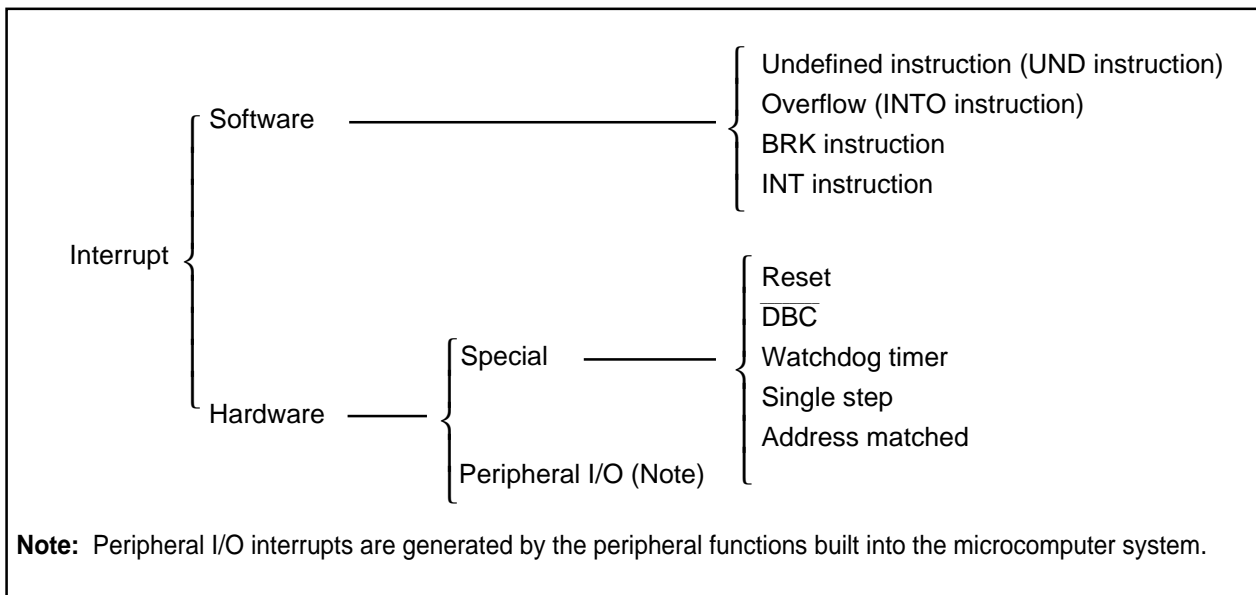 Interrupt
Software
Undefined instruction (UND instruction)
Overflow (INTO instruction)
BRK instruction
INT instruction
Hardware
Special
Reset
D̅B̅C̅
Watchdog timer
Single step
Address matched
Peripheral I/O (Note)
Note: Peripheral I/O interrupts are generated by the peripheral functions built into the microcomputer system.